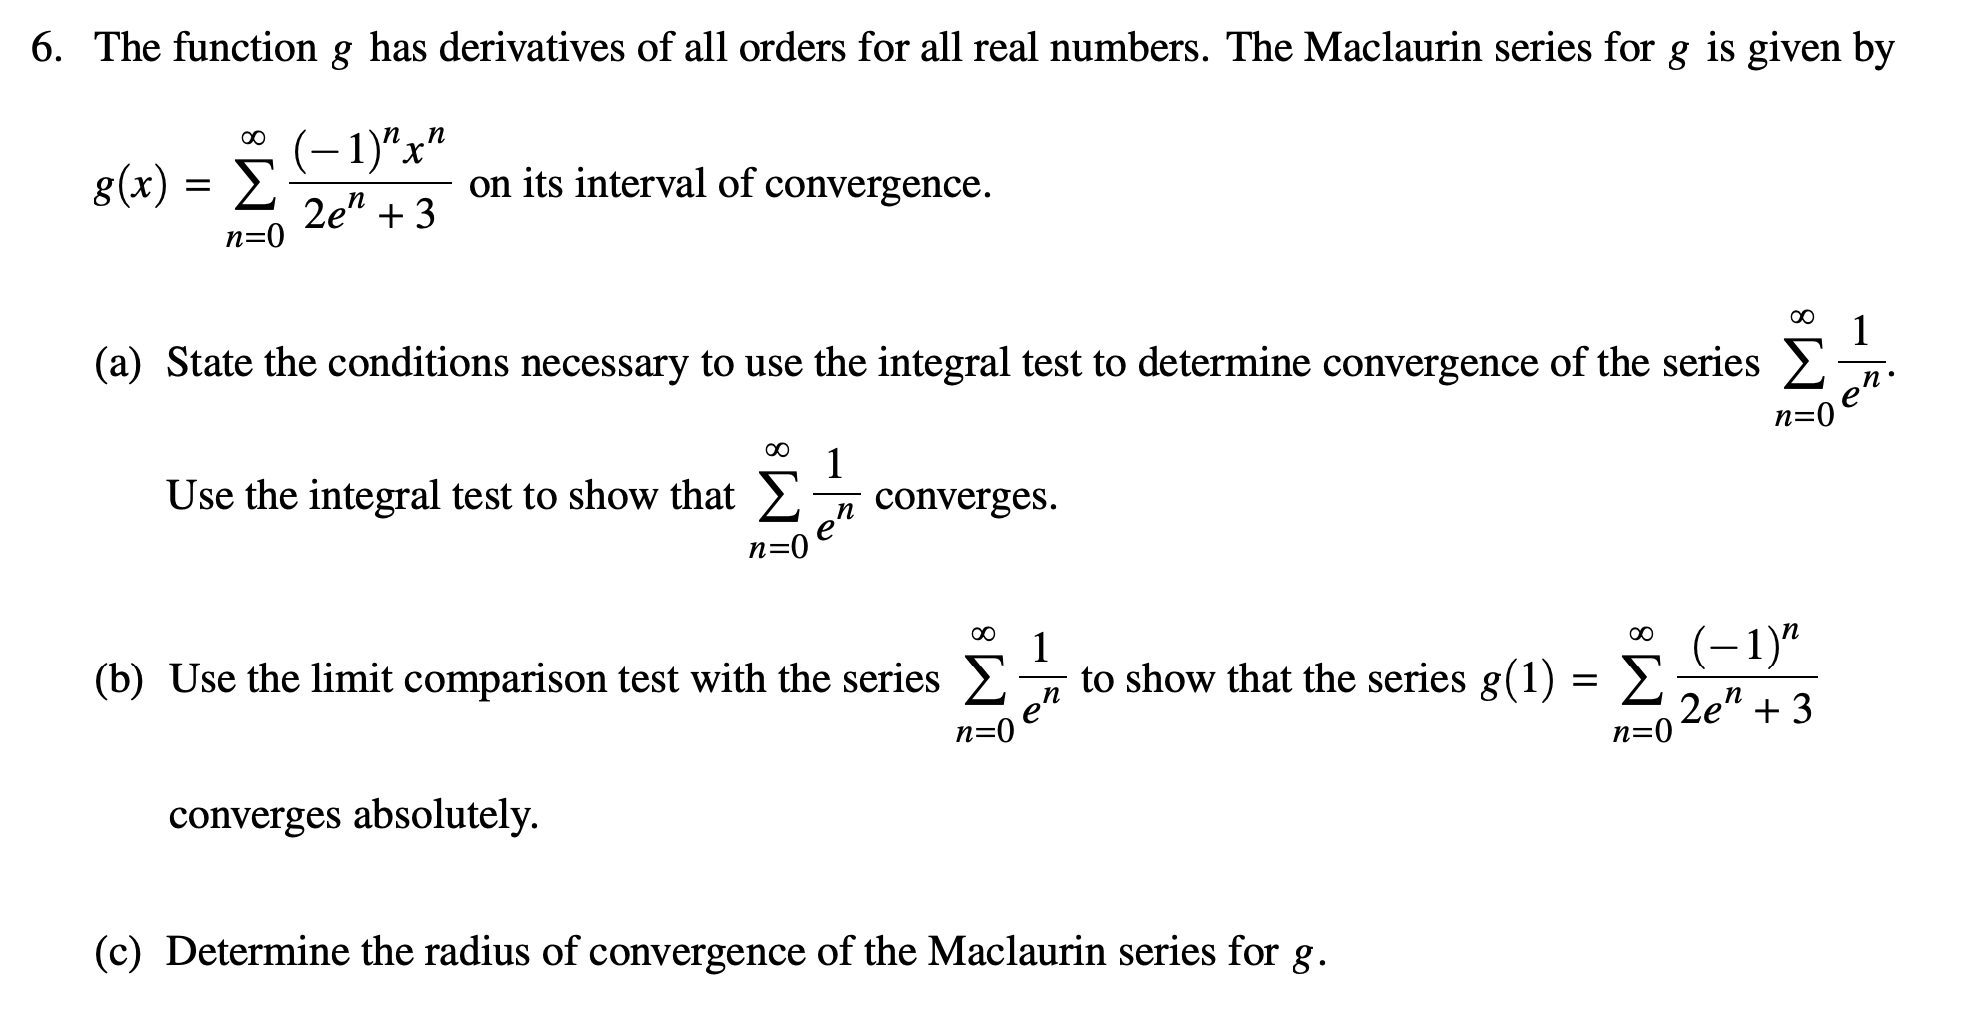 6. The function g has derivatives of all orders for all real numbers. The Maclaurin series for g is given by
$g(x) = \sum_{n=0}^{\infty} \frac{(-1)^n x^n}{2e^n + 3}$ on its interval of convergence.
(a) State the conditions necessary to use the integral test to determine convergence of the series $\sum_{n=0}^{\infty} \frac{1}{e^n}$.
Use the integral test to show that $\sum_{n=0}^{\infty} \frac{1}{e^n}$ converges.
(b) Use the limit comparison test with the series $\sum_{n=0}^{\infty} \frac{1}{e^n}$ to show that the series $g(1) = \sum_{n=0}^{\infty} \frac{(-1)^n}{2e^n + 3}$
converges absolutely.
(c) Determine the radius of convergence of the Maclaurin series for g.